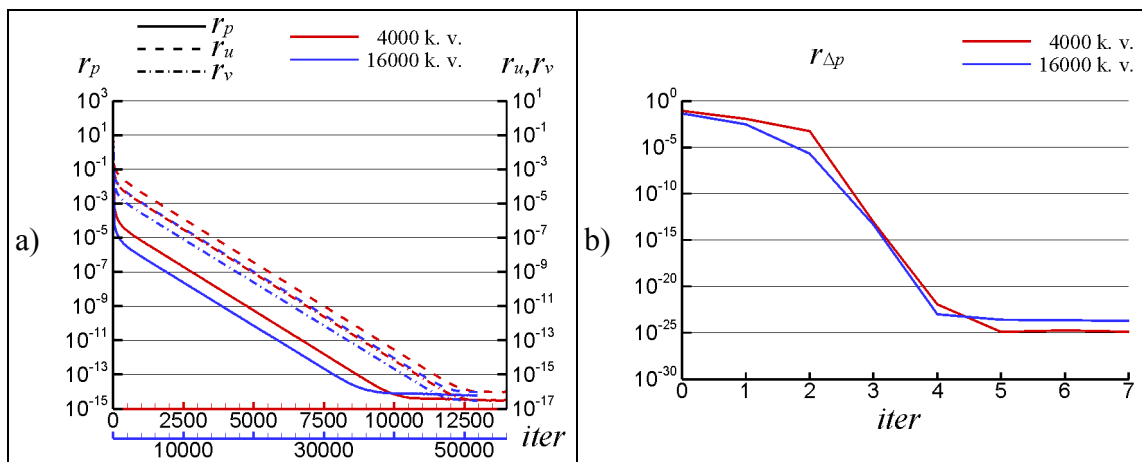 a)
r_p
r_u
r_v
4000 k. v.
16000 k. v.
r_p
r_u,r_v
10^3
10^1
10^-1
10^-3
10^-5
10^-7
10^-9
10^-11
10^-13
10^-15
10^1
10^-1
10^-3
10^-5
10^-7
10^-9
10^-11
10^-13
10^-15
10^-17
0 2500 5000 7500 10000 12500
10000 30000 50000
iter
b)
r_Δp
4000 k. v.
16000 k. v.
10^0
10^-5
10^-10
10^-15
10^-20
10^-25
10^-30
0 1 2 3 4 5 6 7
iter